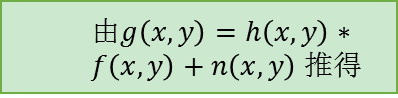 由g(x, y) = h(x, y) ∗
f(x, y) + n(x, y) 推得